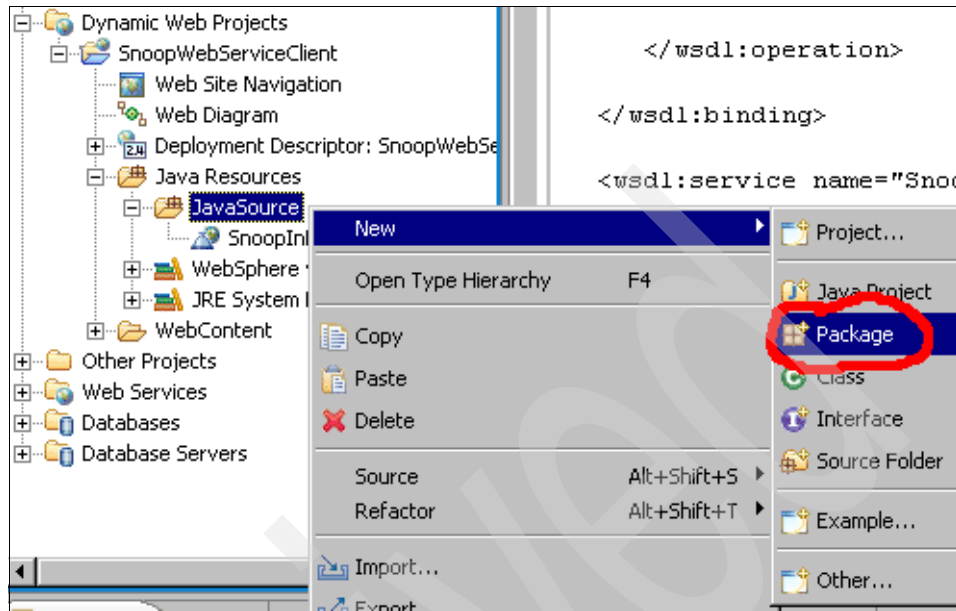 Dynamic Web Projects
SnoopWebServiceClient
Web Site Navigation
Web Diagram
2.4 Deployment Descriptor: SnoopWebSe
Java Resources
JavaSource
SnoopInf
WebSphere
JRE System
WebContent
Other Projects
Web Services
Databases
Database Servers
</wsdl:operation>
</wsdl:binding>
<wsdl:service name="Snoo
New
Open Type Hierarchy F4
Copy
Paste
Delete
Source Alt+Shift+S
Refactor Alt+Shift+T
Import...
Export
Project...
Java Project
Package
Class
Interface
Source Folder
Example...
Other...